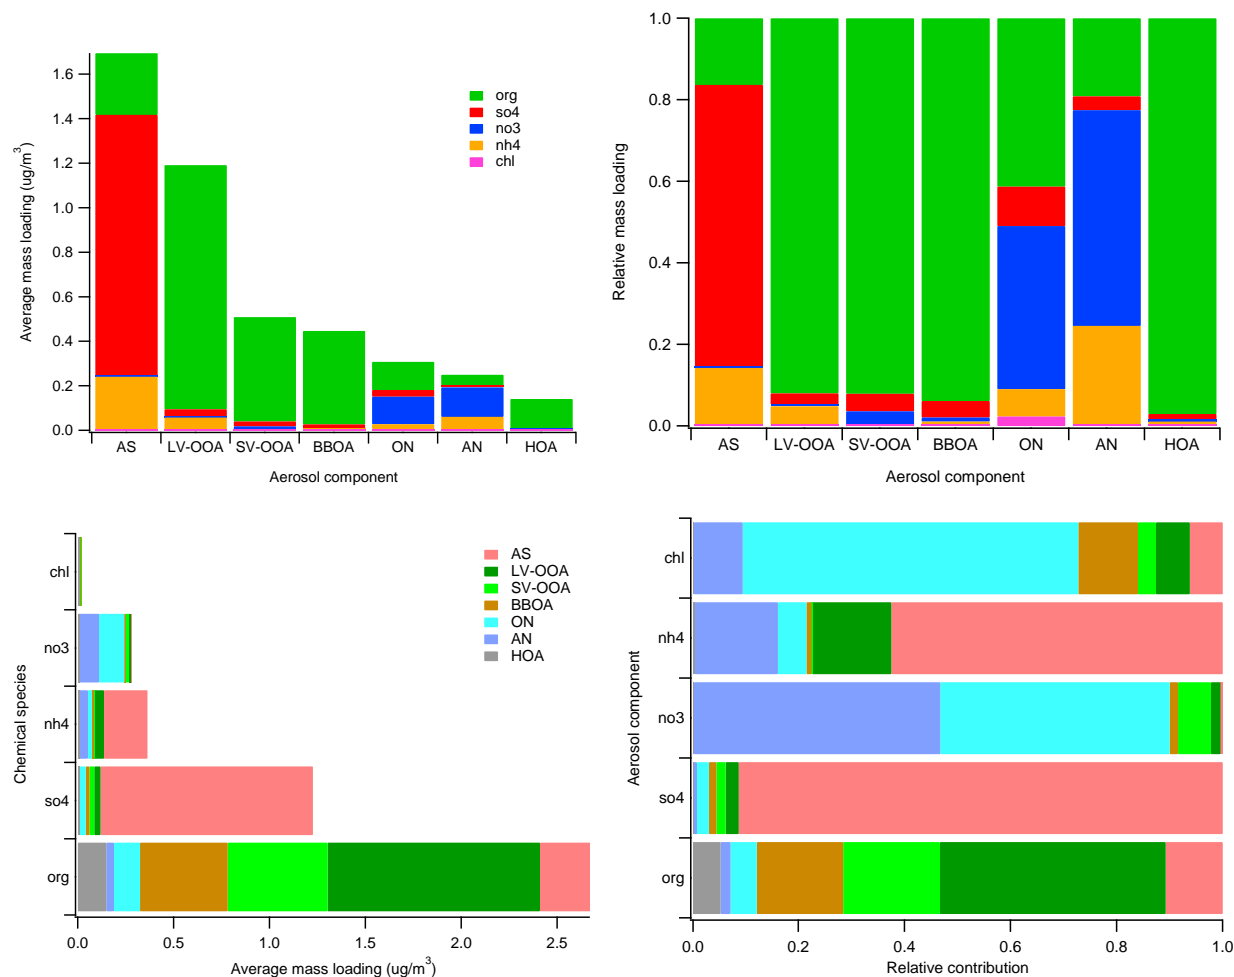 1.6
1.4
1.2
1.0
0.8
0.6
0.4
0.2
0.0
Average mass loading (ug/m³)
org
so4
no3
nh4
chl
AS LV-OOA SV-OOA BBOA ON AN HOA
Aerosol component
1.0
0.8
0.6
0.4
0.2
0.0
Relative mass loading
AS LV-OOA SV-OOA BBOA ON AN HOA
Aerosol component
chl
no3
nh4
so4
org
Chemical species
AS
LV-OOA
SV-OOA
BBOA
ON
AN
HOA
0.0 0.5 1.0 1.5 2.0 2.5
Average mass loading (ug/m³)
chl
nh4
no3
so4
org
Aerosol component
0.0 0.2 0.4 0.6 0.8 1.0
Relative contribution